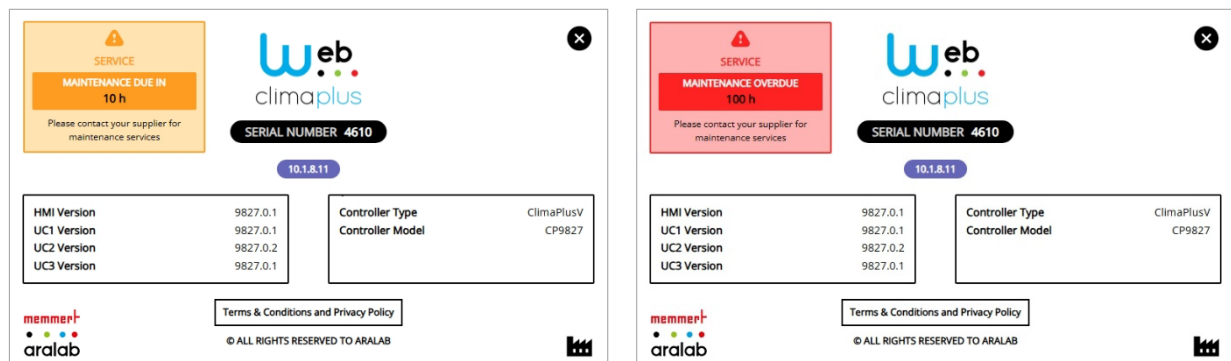 SERVICE
MAINTENANCE DUE IN
10 h
Please contact your supplier for
maintenance services
Web
climaplus
SERIAL NUMBER 4610
10.1.8.11
HMI Version 9827.0.1
UC1 Version 9827.0.1
UC2 Version 9827.0.2
UC3 Version 9827.0.1
Controller Type ClimaPlusV
Controller Model CP9827
memmert
aralab
Terms & Conditions and Privacy Policy
© ALL RIGHTS RESERVED TO ARALAB
SERVICE
MAINTENANCE OVERDUE
100 h
Please contact your supplier for
maintenance services
Web
climaplus
SERIAL NUMBER 4610
10.1.8.11
HMI Version 9827.0.1
UC1 Version 9827.0.1
UC2 Version 9827.0.2
UC3 Version 9827.0.1
Controller Type ClimaPlusV
Controller Model CP9827
memmert
aralab
Terms & Conditions and Privacy Policy
© ALL RIGHTS RESERVED TO ARALAB